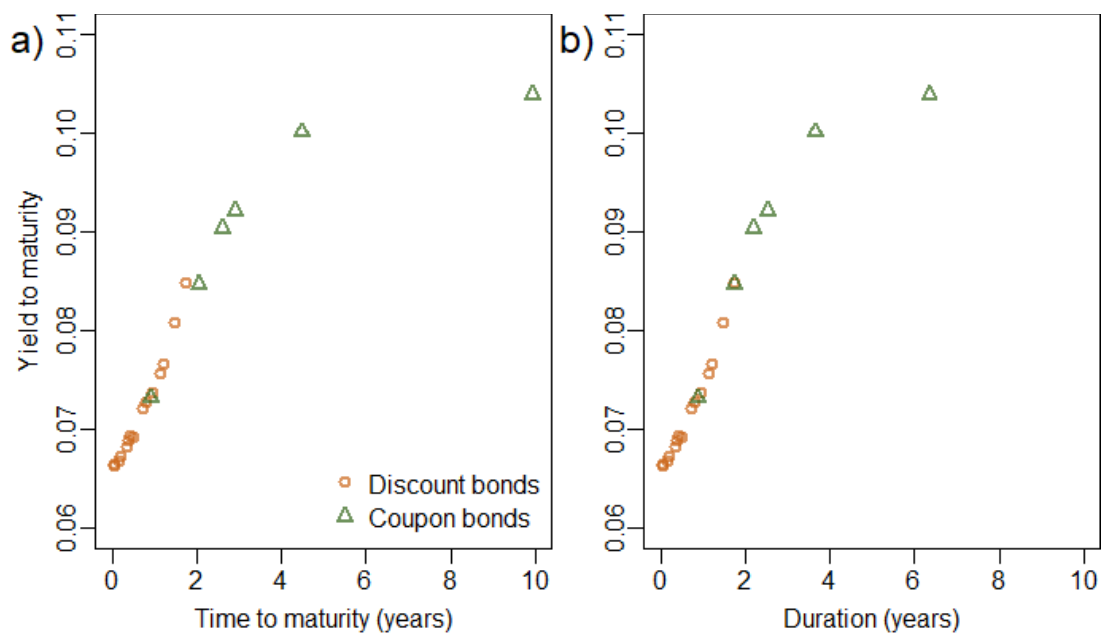 a)
Yield to maturity
0.11
0.10
0.09
0.08
0.07
0.06
Discount bonds
Coupon bonds
0 2 4 6 8 10
Time to maturity (years)
b)
0.11
0.10
0.09
0.08
0.07
0.06
0 2 4 6 8 10
Duration (years)